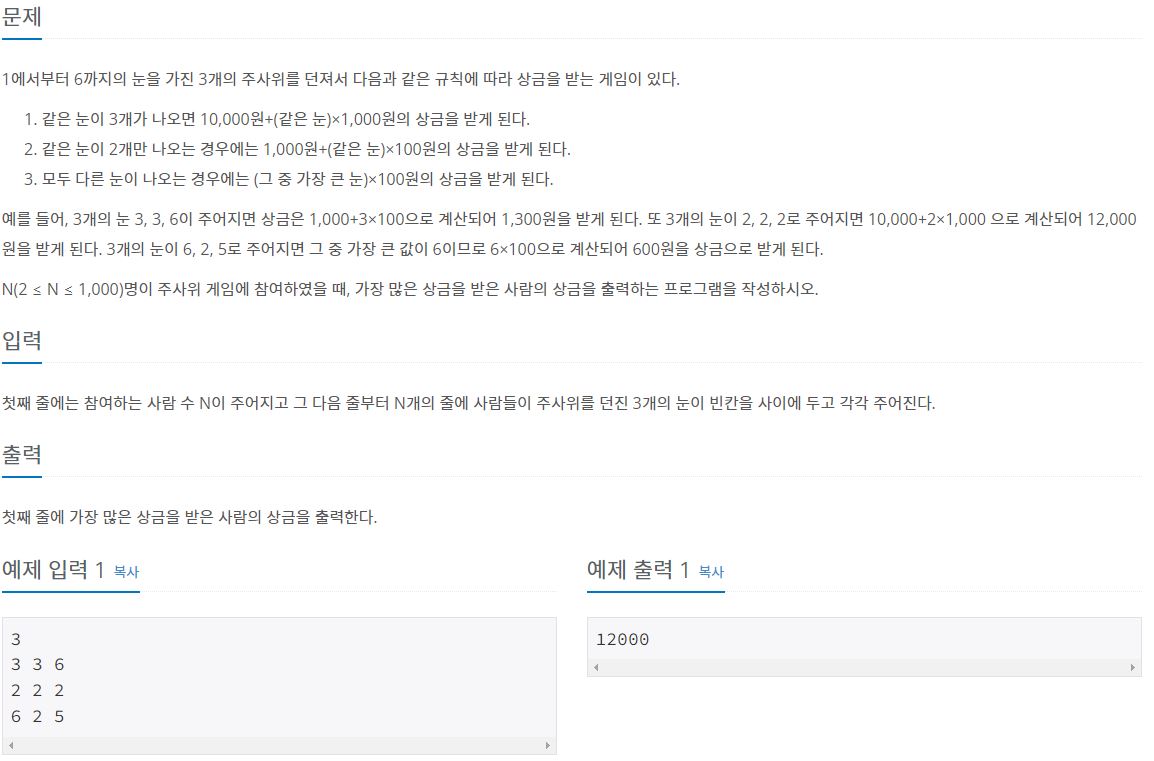 문제
1에서부터 6까지의 눈을 가진 3개의 주사위를 던져서 다음과 같은 규칙에 따라 상금을 받는 게임이 있다.
1. 같은 눈이 3개가 나오면 10,000원+(같은 눈)×1,000원의 상금을 받게 된다.
2. 같은 눈이 2개만 나오는 경우에는 1,000원+(같은 눈)×100원의 상금을 받게 된다.
3. 모두 다른 눈이 나오는 경우에는 (그 중 가장 큰 눈)×100원의 상금을 받게 된다.
예를 들어, 3개의 눈 3, 3, 6이 주어지면 상금은 1,000+3×100으로 계산되어 1,300원을 받게 된다. 또 3개의 눈이 2, 2, 2로 주어지면 10,000+2×1,000 으로 계산되어 12,000
원을 받게 된다. 3개의 눈이 6, 2, 5로 주어지면 그 중 가장 큰 값이 6이므로 6×100으로 계산되어 600원을 상금으로 받게 된다.
N(2 ≤ N ≤ 1,000)명이 주사위 게임에 참여하였을 때, 가장 많은 상금을 받은 사람의 상금을 출력하는 프로그램을 작성하시오.
입력
첫째 줄에는 참여하는 사람 수 N이 주어지고 그 다음 줄부터 N개의 줄에 사람들이 주사위를 던진 3개의 눈이 빈칸을 사이에 두고 각각 주어진다.
출력
첫째 줄에 가장 많은 상금을 받은 사람의 상금을 출력한다.
예제 입력 1 복사
3
3 3 6
2 2 2
6 2 5
예제 출력 1 복사
12000